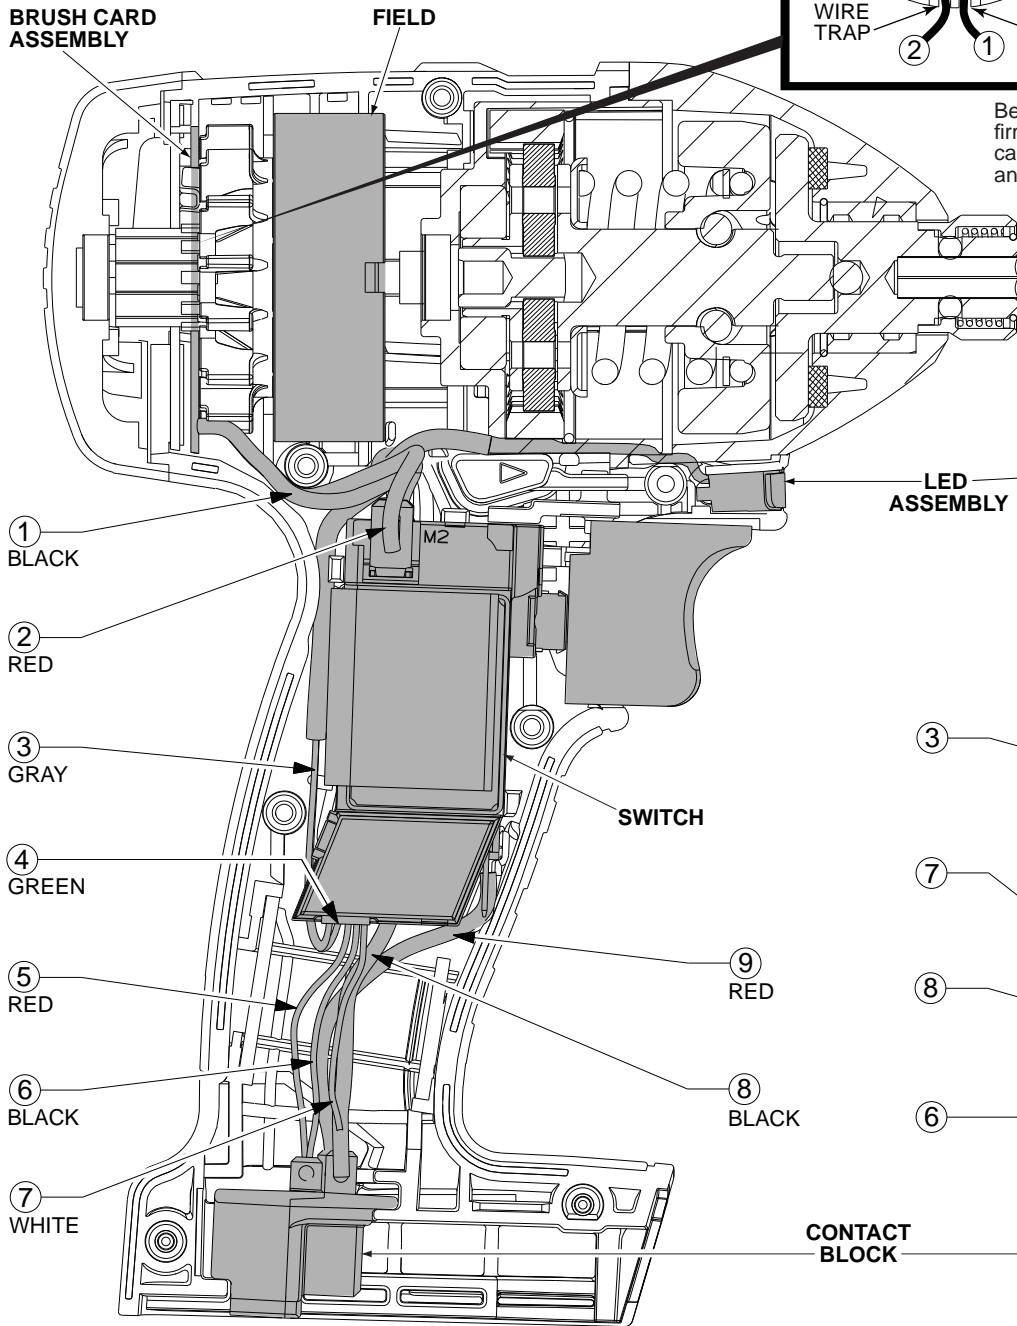 BRUSH CARD
ASSEMBLY
FIELD
WIRE
TRAP
2
1
Be
firm
ca
an
1
BLACK
M2
LED
ASSEMBLY
2
RED
3
GRAY
3
SWITCH
4
GREEN
7
5
RED
9
RED
8
6
BLACK
8
BLACK
6
7
WHITE
CONTACT
BLOCK